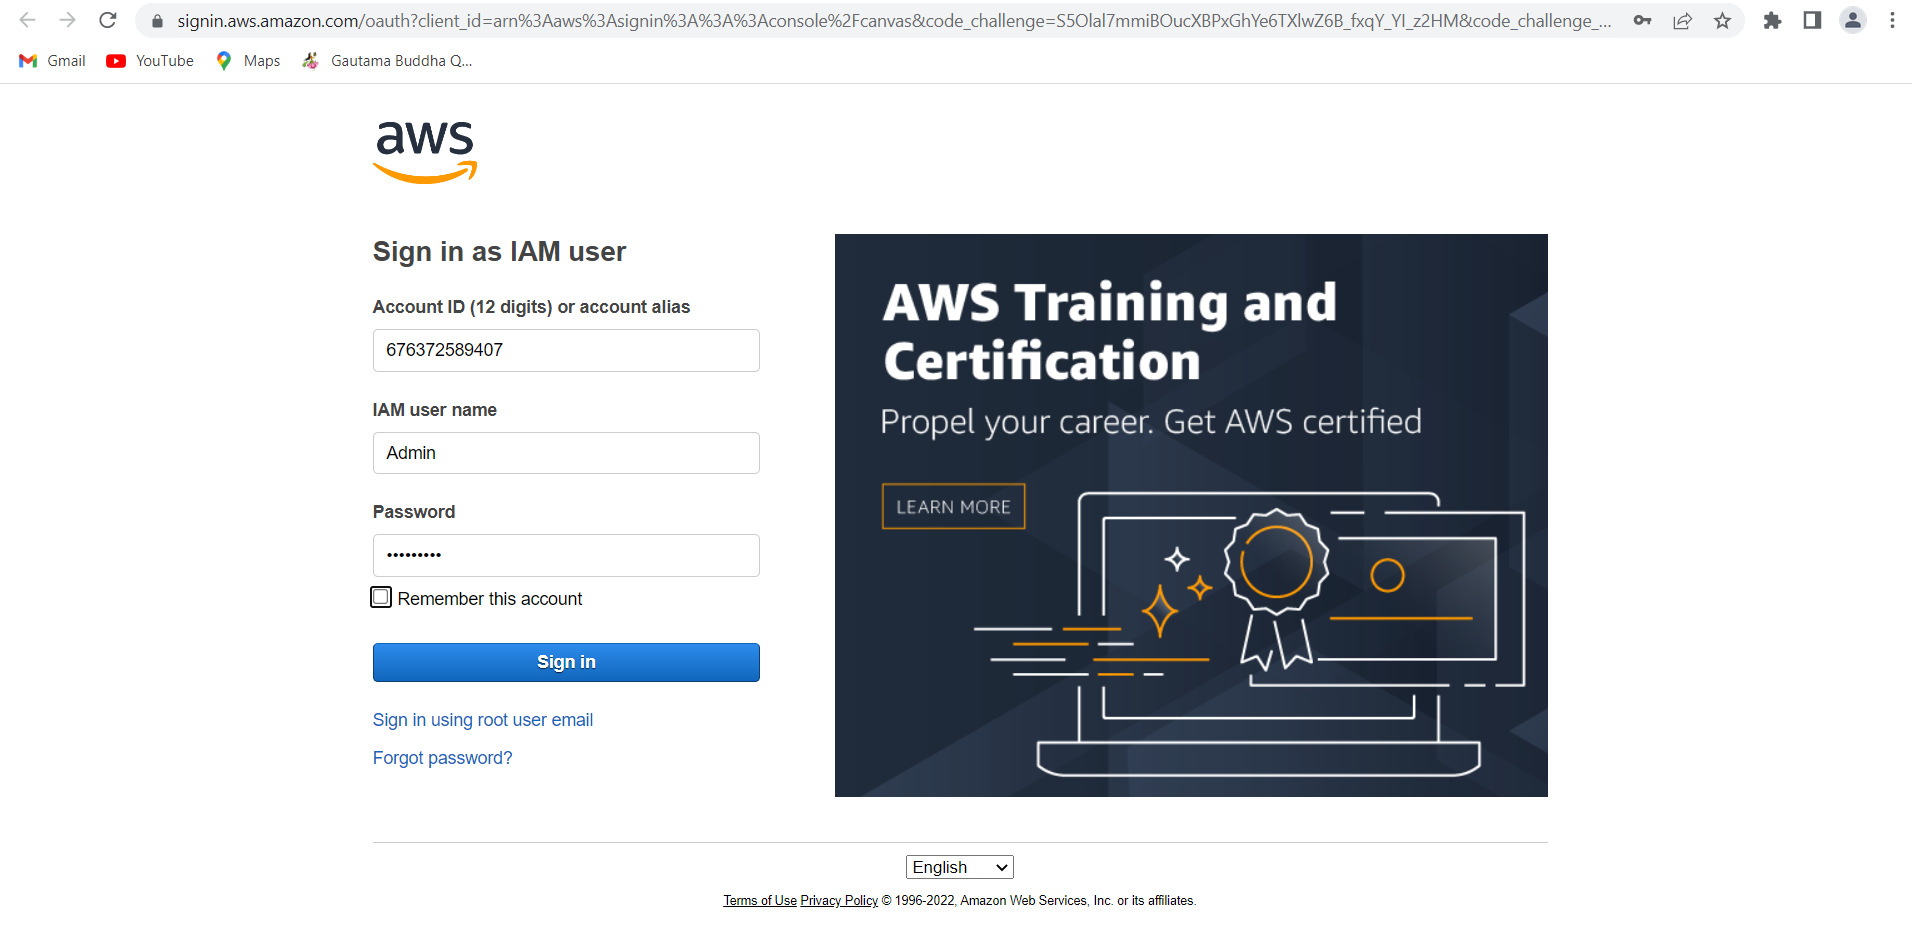 signin.aws.amazon.com/oauth?client_id=arn%3Aaws%3Asignin%3A%3A%3Aconsole%2Fcanvas&code_challenge=S5Olal7mmiBOucXBPxGhYe6TXlwZ6B_fxqY_YI_z2HM&code_challenge_...
Gmail YouTube Maps Gautama Buddha Q...
aws
Sign in as IAM user
Account ID (12 digits) or account alias
676372589407
IAM user name
Admin
Password
•••••••••
Remember this account
Sign in
Sign in using root user email
Forgot password?
AWS Training and
Certification
Propel your career. Get AWS certified
LEARN MORE
English
Terms of Use Privacy Policy © 1996-2022, Amazon Web Services, Inc. or its affiliates.